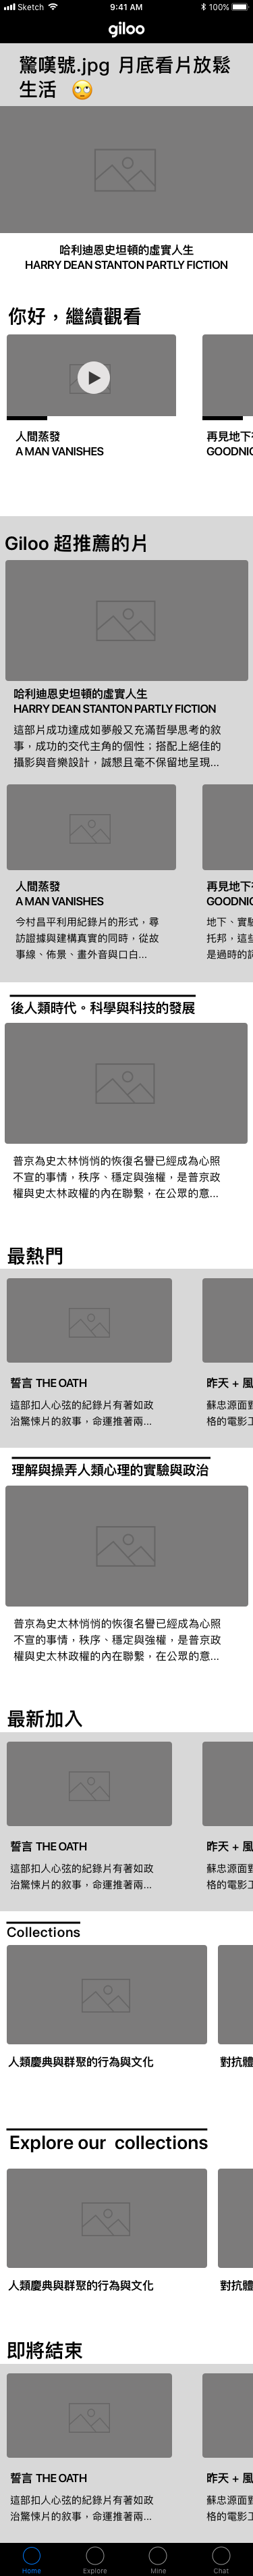 Sketch 9:41 AM 100%
giloo
驚嘆號.jpg 月底看片放鬆
生活 🙄
哈利迪恩史坦頓的虛實人生
HARRY DEAN STANTON PARTLY FICTION
你好，繼續觀看
人間蒸發
A MAN VANISHES
再見地下
GOODNI
Giloo 超推薦的片
哈利迪恩史坦頓的虛實人生
HARRY DEAN STANTON PARTLY FICTION
這部片成功達成如夢般又充滿哲學思考的敘
事，成功的交代主角的個性；搭配上絕佳的
攝影與音樂設計，誠懇且毫不保留地呈現...
人間蒸發
A MAN VANISHES
今村昌平利用紀錄片的形式，尋
訪證據與建構真實的同時，從故
事線、佈景、畫外音與口白...
再見地下
GOODNI
地下、實
托邦，這
是過時的
後人類時代。科學與科技的發展
普京為史太林悄悄的恢復名譽已經成為心照
不宣的事情，秩序、穩定與強權，是普京政
權與史太林政權的內在聯繫，在公眾的意...
最熱門
誓言 THE OATH
這部扣人心弦的紀錄片有著如政
治驚悚片的敘事，命運推著兩...
昨天 + 風
蘇忠源面
格的電影
理解與操弄人類心理的實驗與政治
普京為史太林悄悄的恢復名譽已經成為心照
不宣的事情，秩序、穩定與強權，是普京政
權與史太林政權的內在聯繫，在公眾的意...
最新加入
誓言 THE OATH
這部扣人心弦的紀錄片有著如政
治驚悚片的敘事，命運推著兩...
昨天 + 風
蘇忠源面
格的電影
Collections
人類慶典與群聚的行為與文化
對抗體
Explore our collections
人類慶典與群聚的行為與文化
對抗體
即將結束
誓言 THE OATH
這部扣人心弦的紀錄片有著如政
治驚悚片的敘事，命運推著兩...
昨天 + 風
蘇忠源面
格的電影
Home Explore Mine Chat